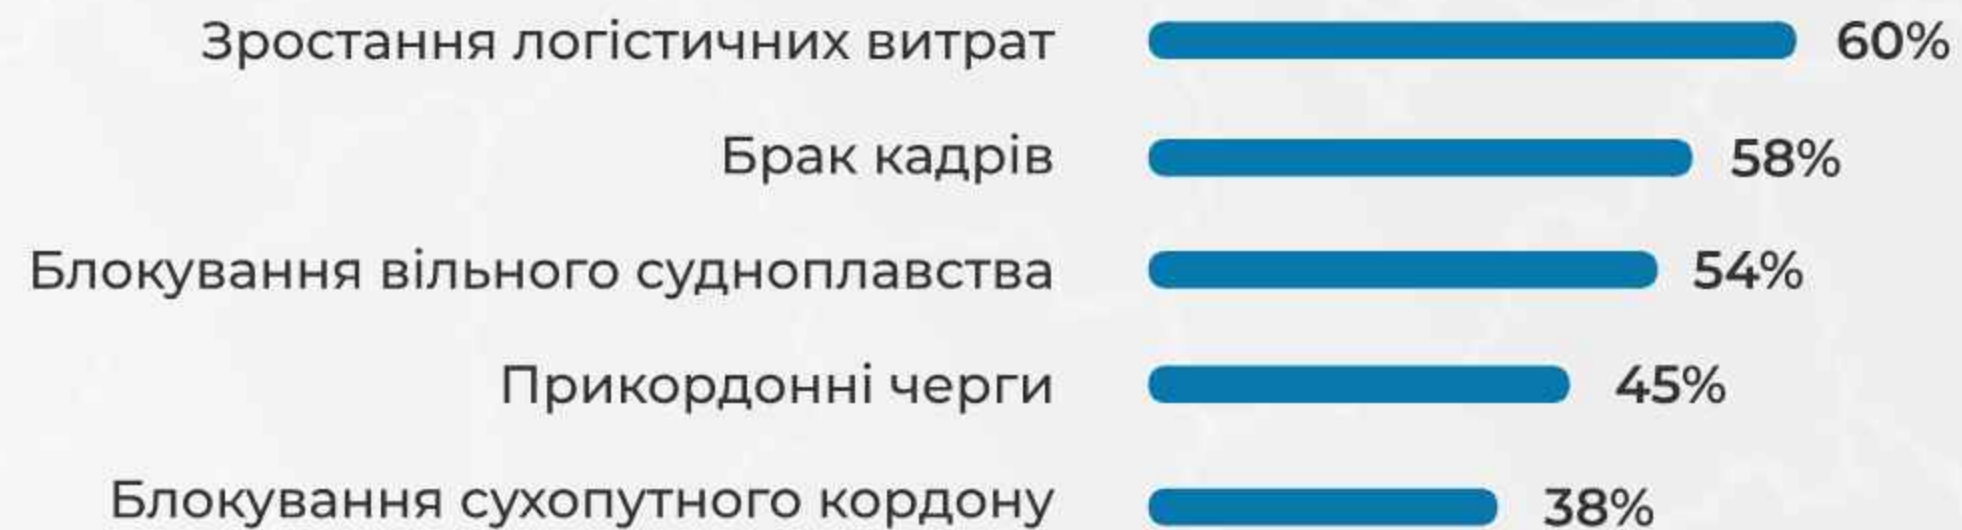 Зростання логістичних витрат 60%
Брак кадрів 58%
Блокування вільного судноплавства 54%
Прикордонні черги 45%
Блокування сухопутного кордону 38%